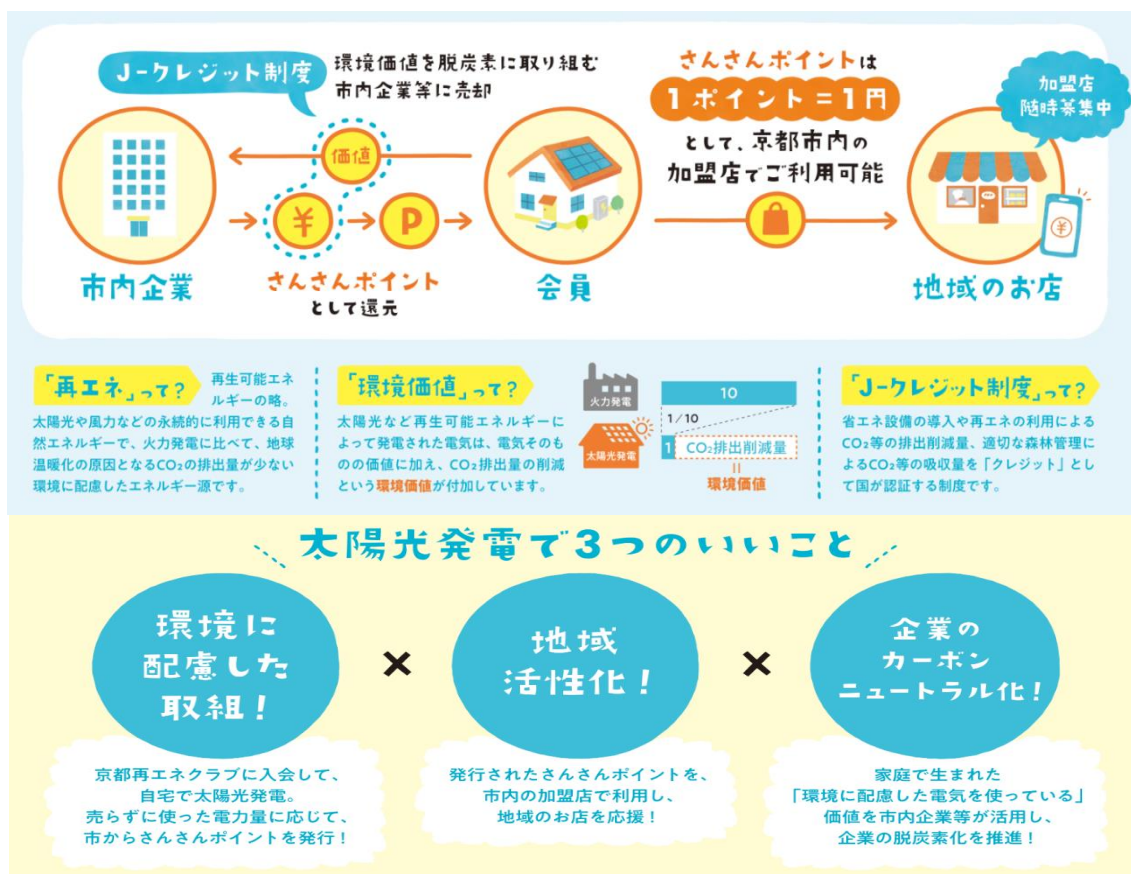 J-クレジット制度
環境価値を脱炭素に取り組む
市内企業等に売却
価値
¥
P
市内企業
さんさんポイント
として還元
会員
さんさんポイントは
1ポイント=1円
として、京都市内の
加盟店でご利用可能
加盟店
随時募集中
¥
地域のお店
「再エネ」って?
再生可能エネ
ルギーの略。
太陽光や風力などの永続的に利用できる自
然エネルギーで、火力発電に比べて、地球
温暖化の原因となるCO₂の排出量が少ない
環境に配慮したエネルギー源です。
「環境価値」って?
太陽光など再生可能エネルギーに
よって発電された電気は、電気そのも
のの価値に加え、CO₂排出量の削減
という環境価値が付加しています。
火力発電
10
1/10
太陽光発電
1
CO₂排出削減量
=
環境価値
「J-クレジット制度」って?
省エネ設備の導入や再エネの利用による
CO₂等の排出削減量、適切な森林管理に
よるCO₂等の吸収量を「クレジット」とし
て国が認証する制度です。
太陽光発電で3つのいいこと
環境に
配慮した
取組!
×
地域
活性化!
×
企業の
カーボン
ニュートラル化!
京都再エネクラブに入会して、
自宅で太陽光発電。
売らずに使った電力量に応じて、
市からさんさんポイントを発行!
発行されたさんさんポイントを、
市内の加盟店で利用し、
地域のお店を応援!
家庭で生まれた
「環境に配慮した電気を使っている」
価値を市内企業等が活用し、
企業の脱炭素化を推進!